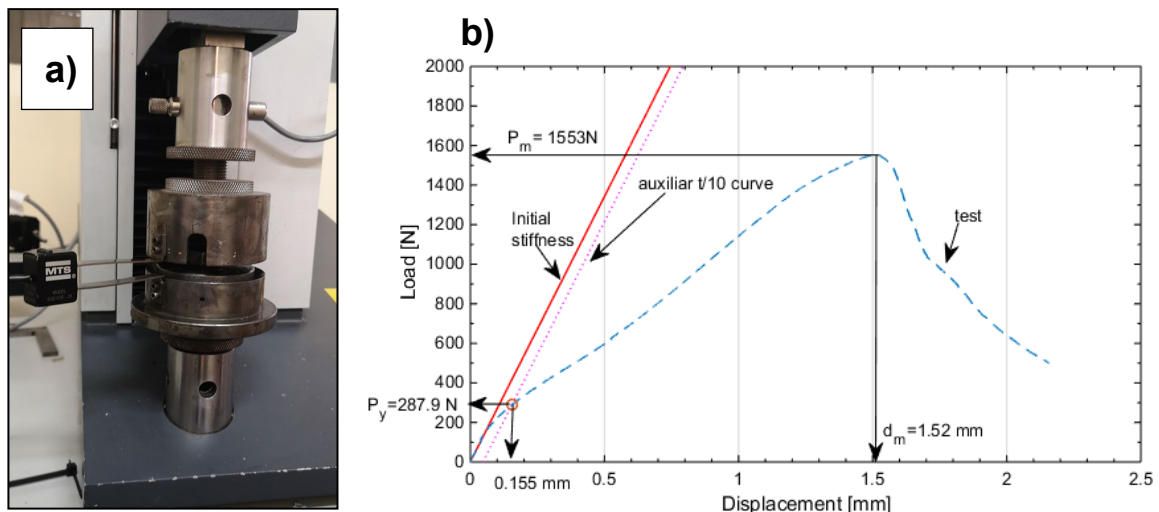 a)
MTS
b)
2000
1800
1600
1400
1200
1000
800
600
400
200
0
Load [N]
P_m = 1553N
auxiliar t/10 curve
Initial
stiffness
test
P_y=287.9 N
d_m=1.52 mm
0
0.155 mm
0.5
1
1.5
2
2.5
Displacement [mm]